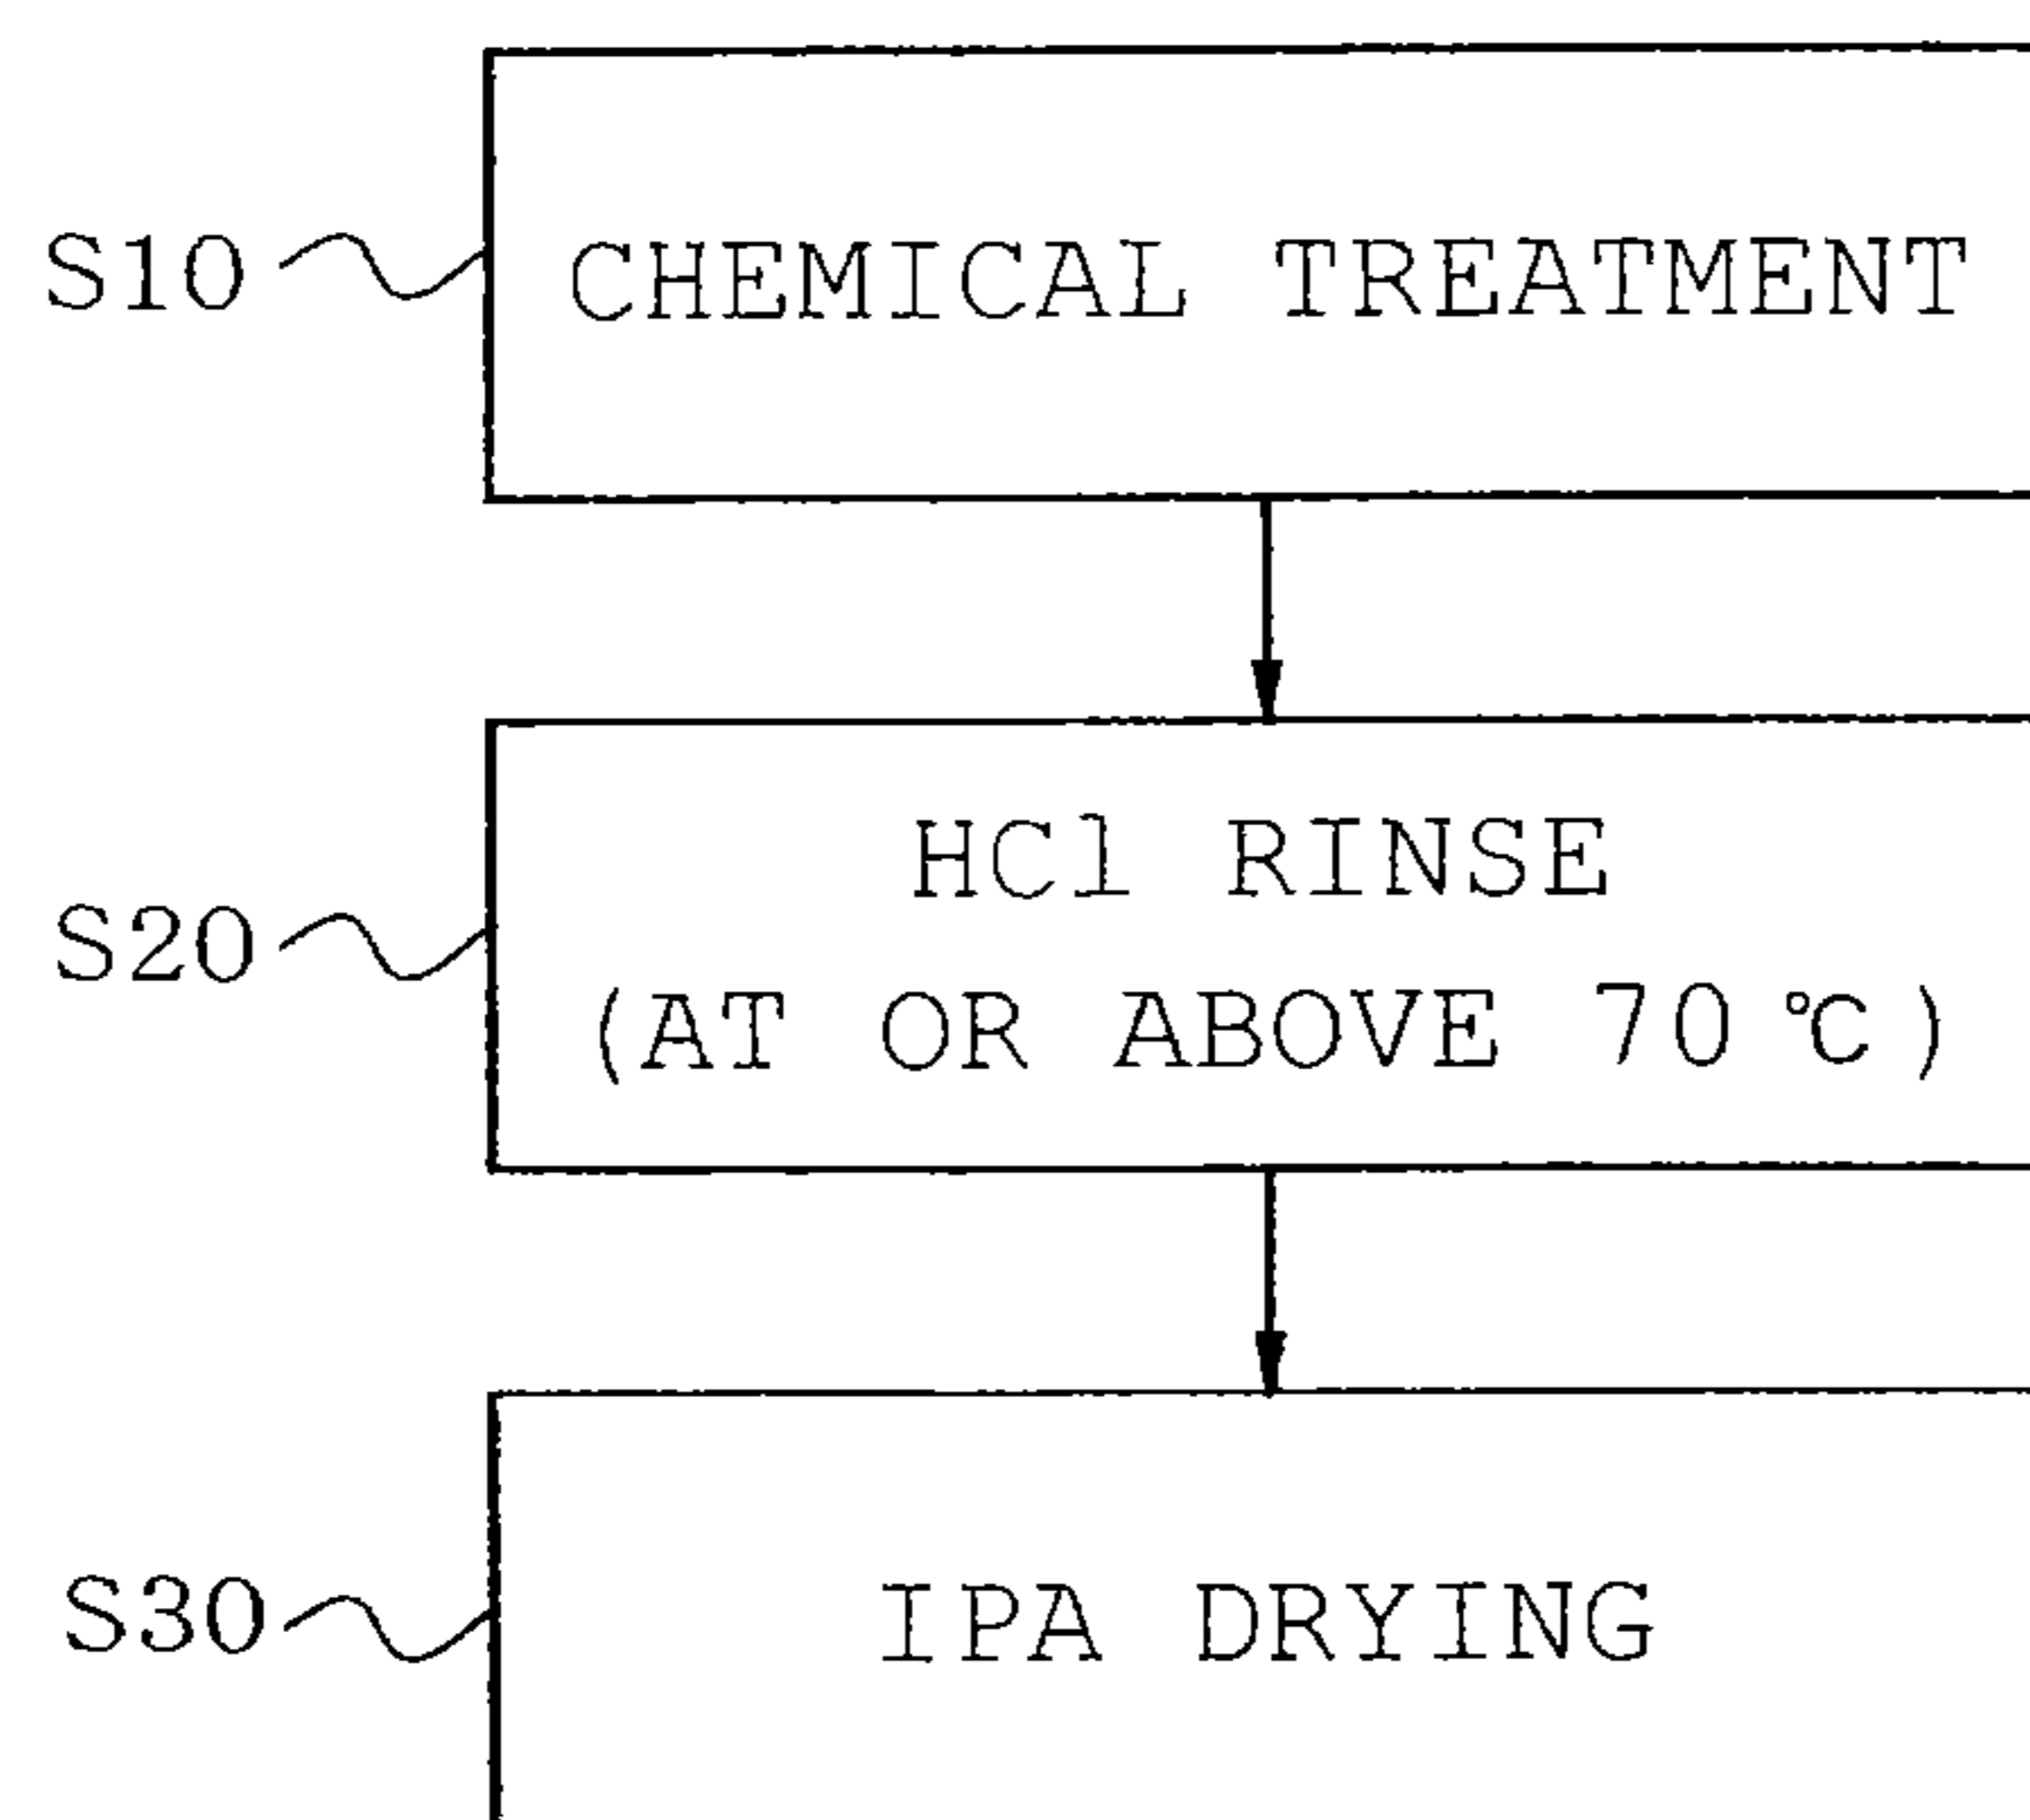 S10 CHEMICAL TREATMENT
HCl RINSE
S20
(AT OR ABOVE 70 ℃)
S30 IPA DRYING